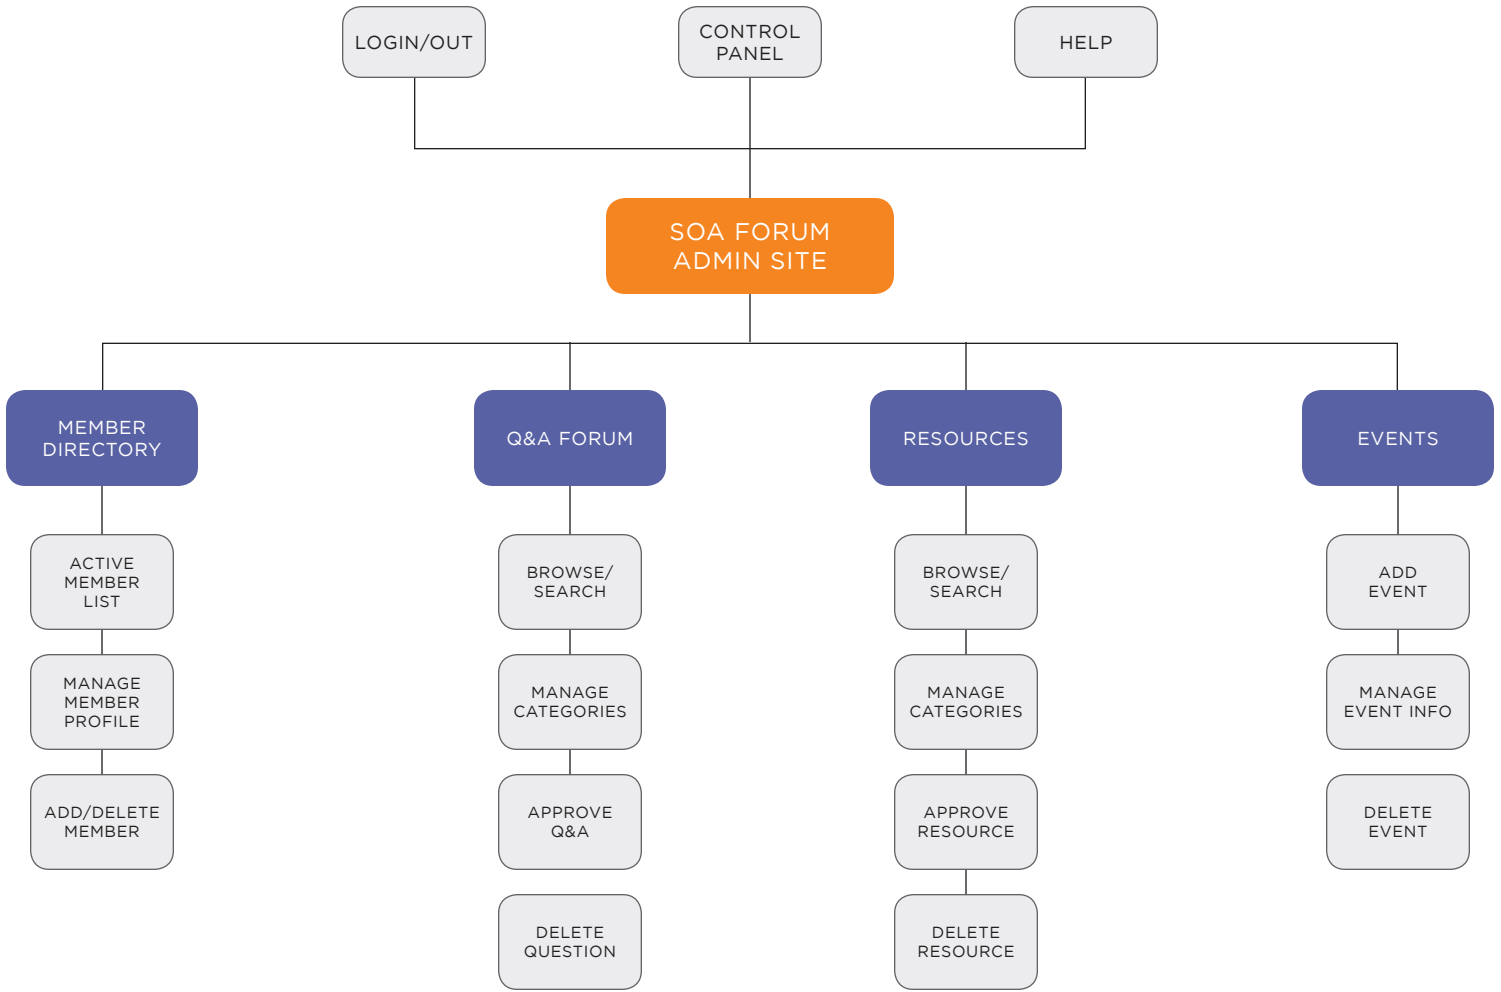 LOGIN/OUT
CONTROL
PANEL
HELP
SOA FORUM
ADMIN SITE
MEMBER
DIRECTORY
Q&A FORUM
RESOURCES
EVENTS
ACTIVE
MEMBER
LIST
MANAGE
MEMBER
PROFILE
ADD/DELETE
MEMBER
BROWSE/
SEARCH
MANAGE
CATEGORIES
APPROVE
Q&A
DELETE
QUESTION
BROWSE/
SEARCH
MANAGE
CATEGORIES
APPROVE
RESOURCE
DELETE
RESOURCE
ADD
EVENT
MANAGE
EVENT INFO
DELETE
EVENT